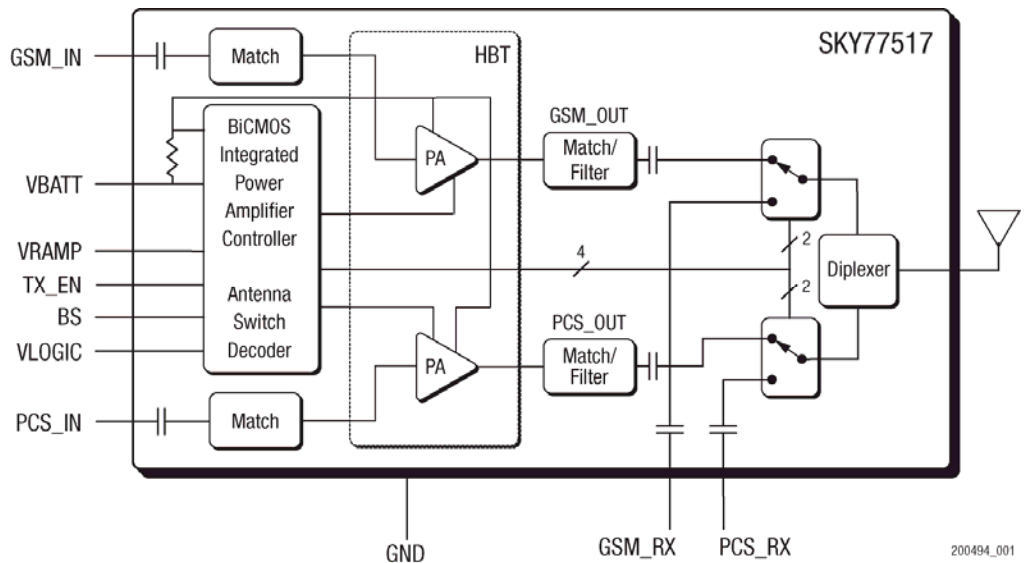 SKY77517
GSM_IN
Match
HBT
GSM_OUT
BiCMOS
Integrated
Power
Amplifier
Controller
Antenna
Switch
Decoder
PA
Match/
Filter
VBATT
VRAMP
TX_EN
BS
VLOGIC
4
2
2
Diplexer
PCS_OUT
PA
Match/
Filter
PCS_IN
Match
GND
GSM_RX
PCS_RX
200494_001